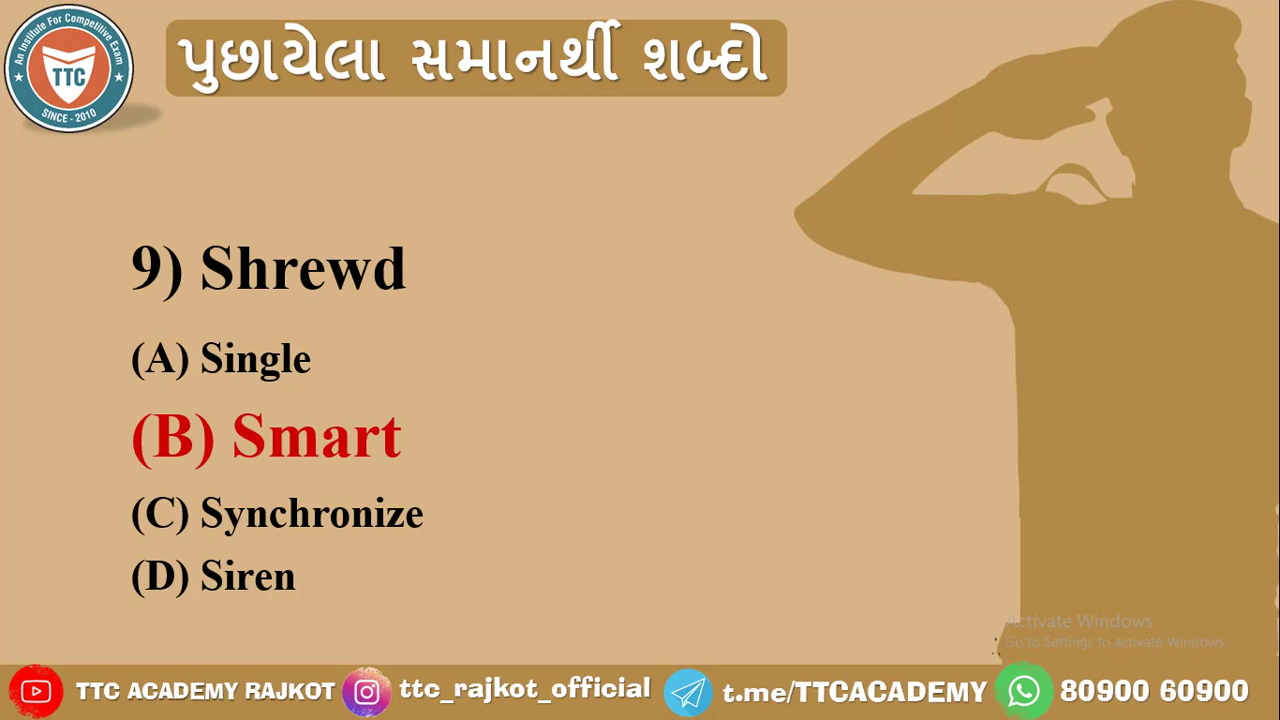 An Institute For Competitive Exam
TTC
SINCE - 2010
પુછાયેલા સમાનર્થી શબ્દો
9) Shrewd
(A) Single
(B) Smart
(C) Synchronize
(D) Siren
Activate Windows
Go to Settings to activate Windows.
TTC ACADEMY RAJKOT ttc_rajkot_official t.me/TTCACADEMY 80900 60900